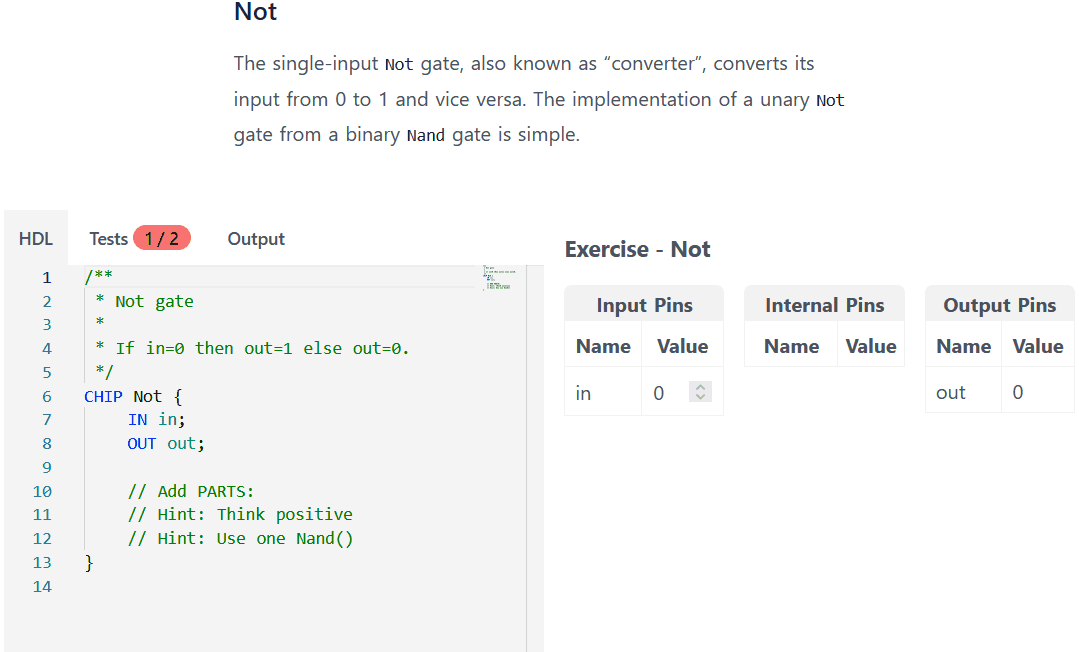 Not
The single-input Not gate, also known as “converter”, converts its
input from 0 to 1 and vice versa. The implementation of a unary Not
gate from a binary Nand gate is simple.
HDL Tests 1 / 2 Output
1 /**
2 * Not gate
3 *
4 * If in=0 then out=1 else out=0.
5 */
6 CHIP Not {
7 IN in;
8 OUT out;
9
10 // Add PARTS:
11 // Hint: Think positive
12 // Hint: Use one Nand()
13 }
14
Exercise - Not
Input Pins Internal Pins Output Pins
Name Value Name Value Name Value
in 0 out 0